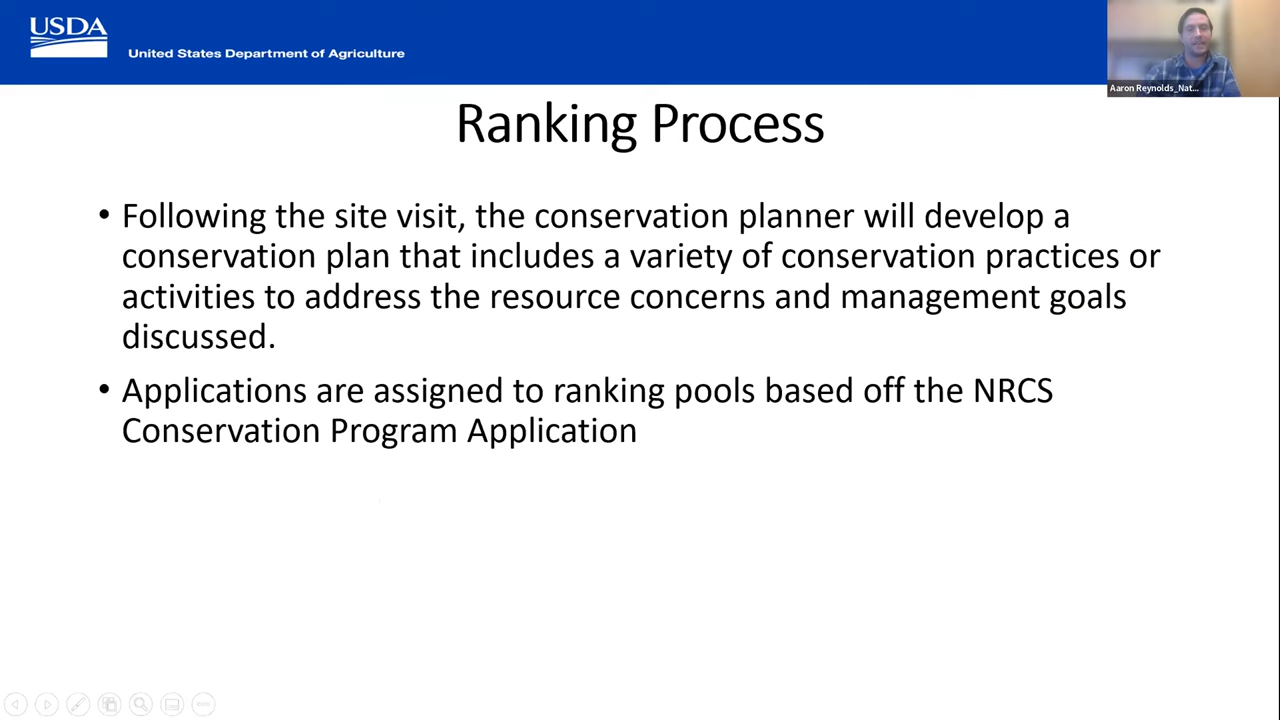 USDA
United States Department of Agriculture
Aaron Reynolds_Nat...
Ranking Process
• Following the site visit, the conservation planner will develop a
conservation plan that includes a variety of conservation practices or
activities to address the resource concerns and management goals
discussed.
• Applications are assigned to ranking pools based off the NRCS
Conservation Program Application